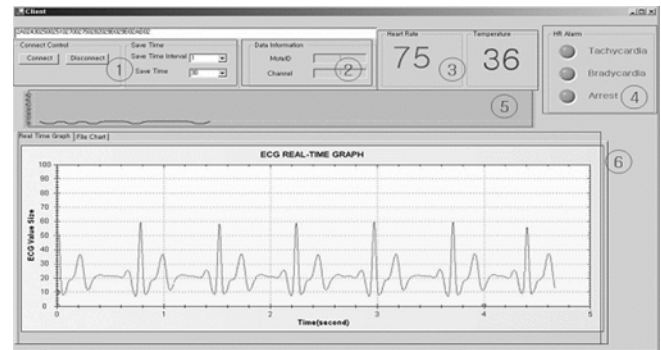 Client
Connect Control
Connect
Disconnect
1
Save Time
Save Time Interval
1
Save Time
30
Data Information
MoteID
Channel
2
Heart Rate
75
3
Temperature
36
HR Alarm
Tachycardia
Bradycardia
Arrest
4
5
Real Time Graph
File Chart
6
ECG REAL-TIME GRAPH
ECG Value Size
100
90
80
70
60
50
40
30
20
10
0
0
1
2
3
4
5
Time(second)